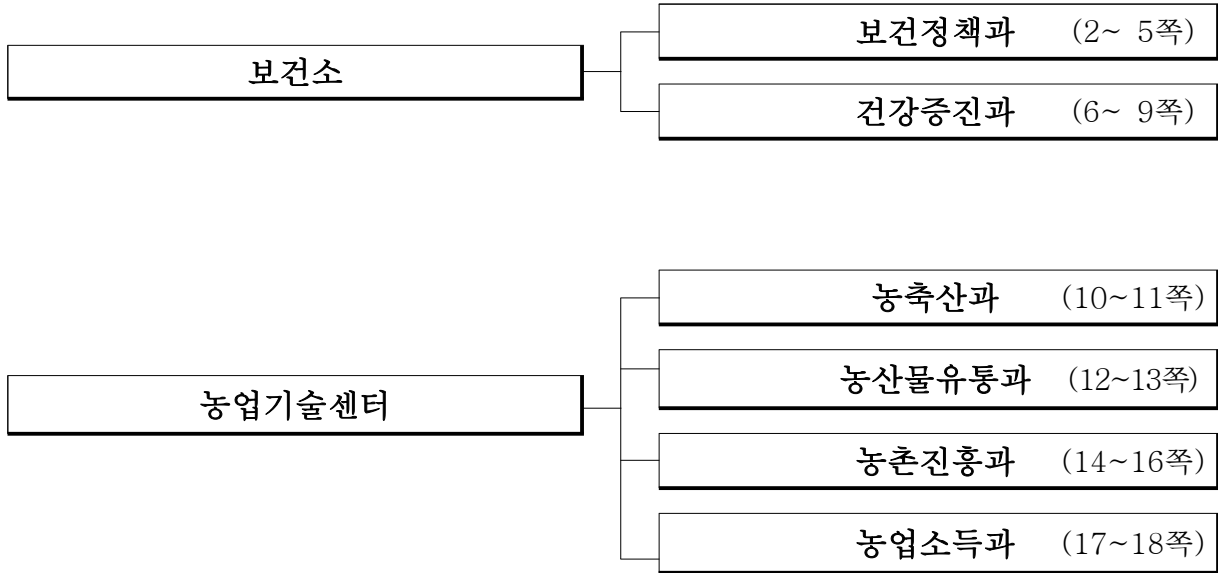 보건소
보건정책과 (2~ 5쪽)
건강증진과 (6~ 9쪽)
농업기술센터
농축산과 (10~11쪽)
농산물유통과 (12~13쪽)
농촌진흥과 (14~16쪽)
농업소득과 (17~18쪽)